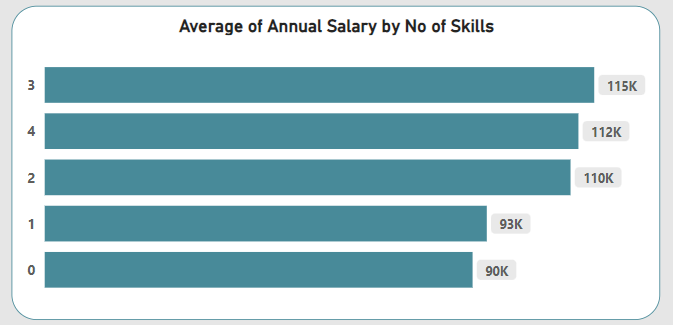 Average of Annual Salary by No of Skills
3 115K
4 112K
2 110K
1 93K
0 90K